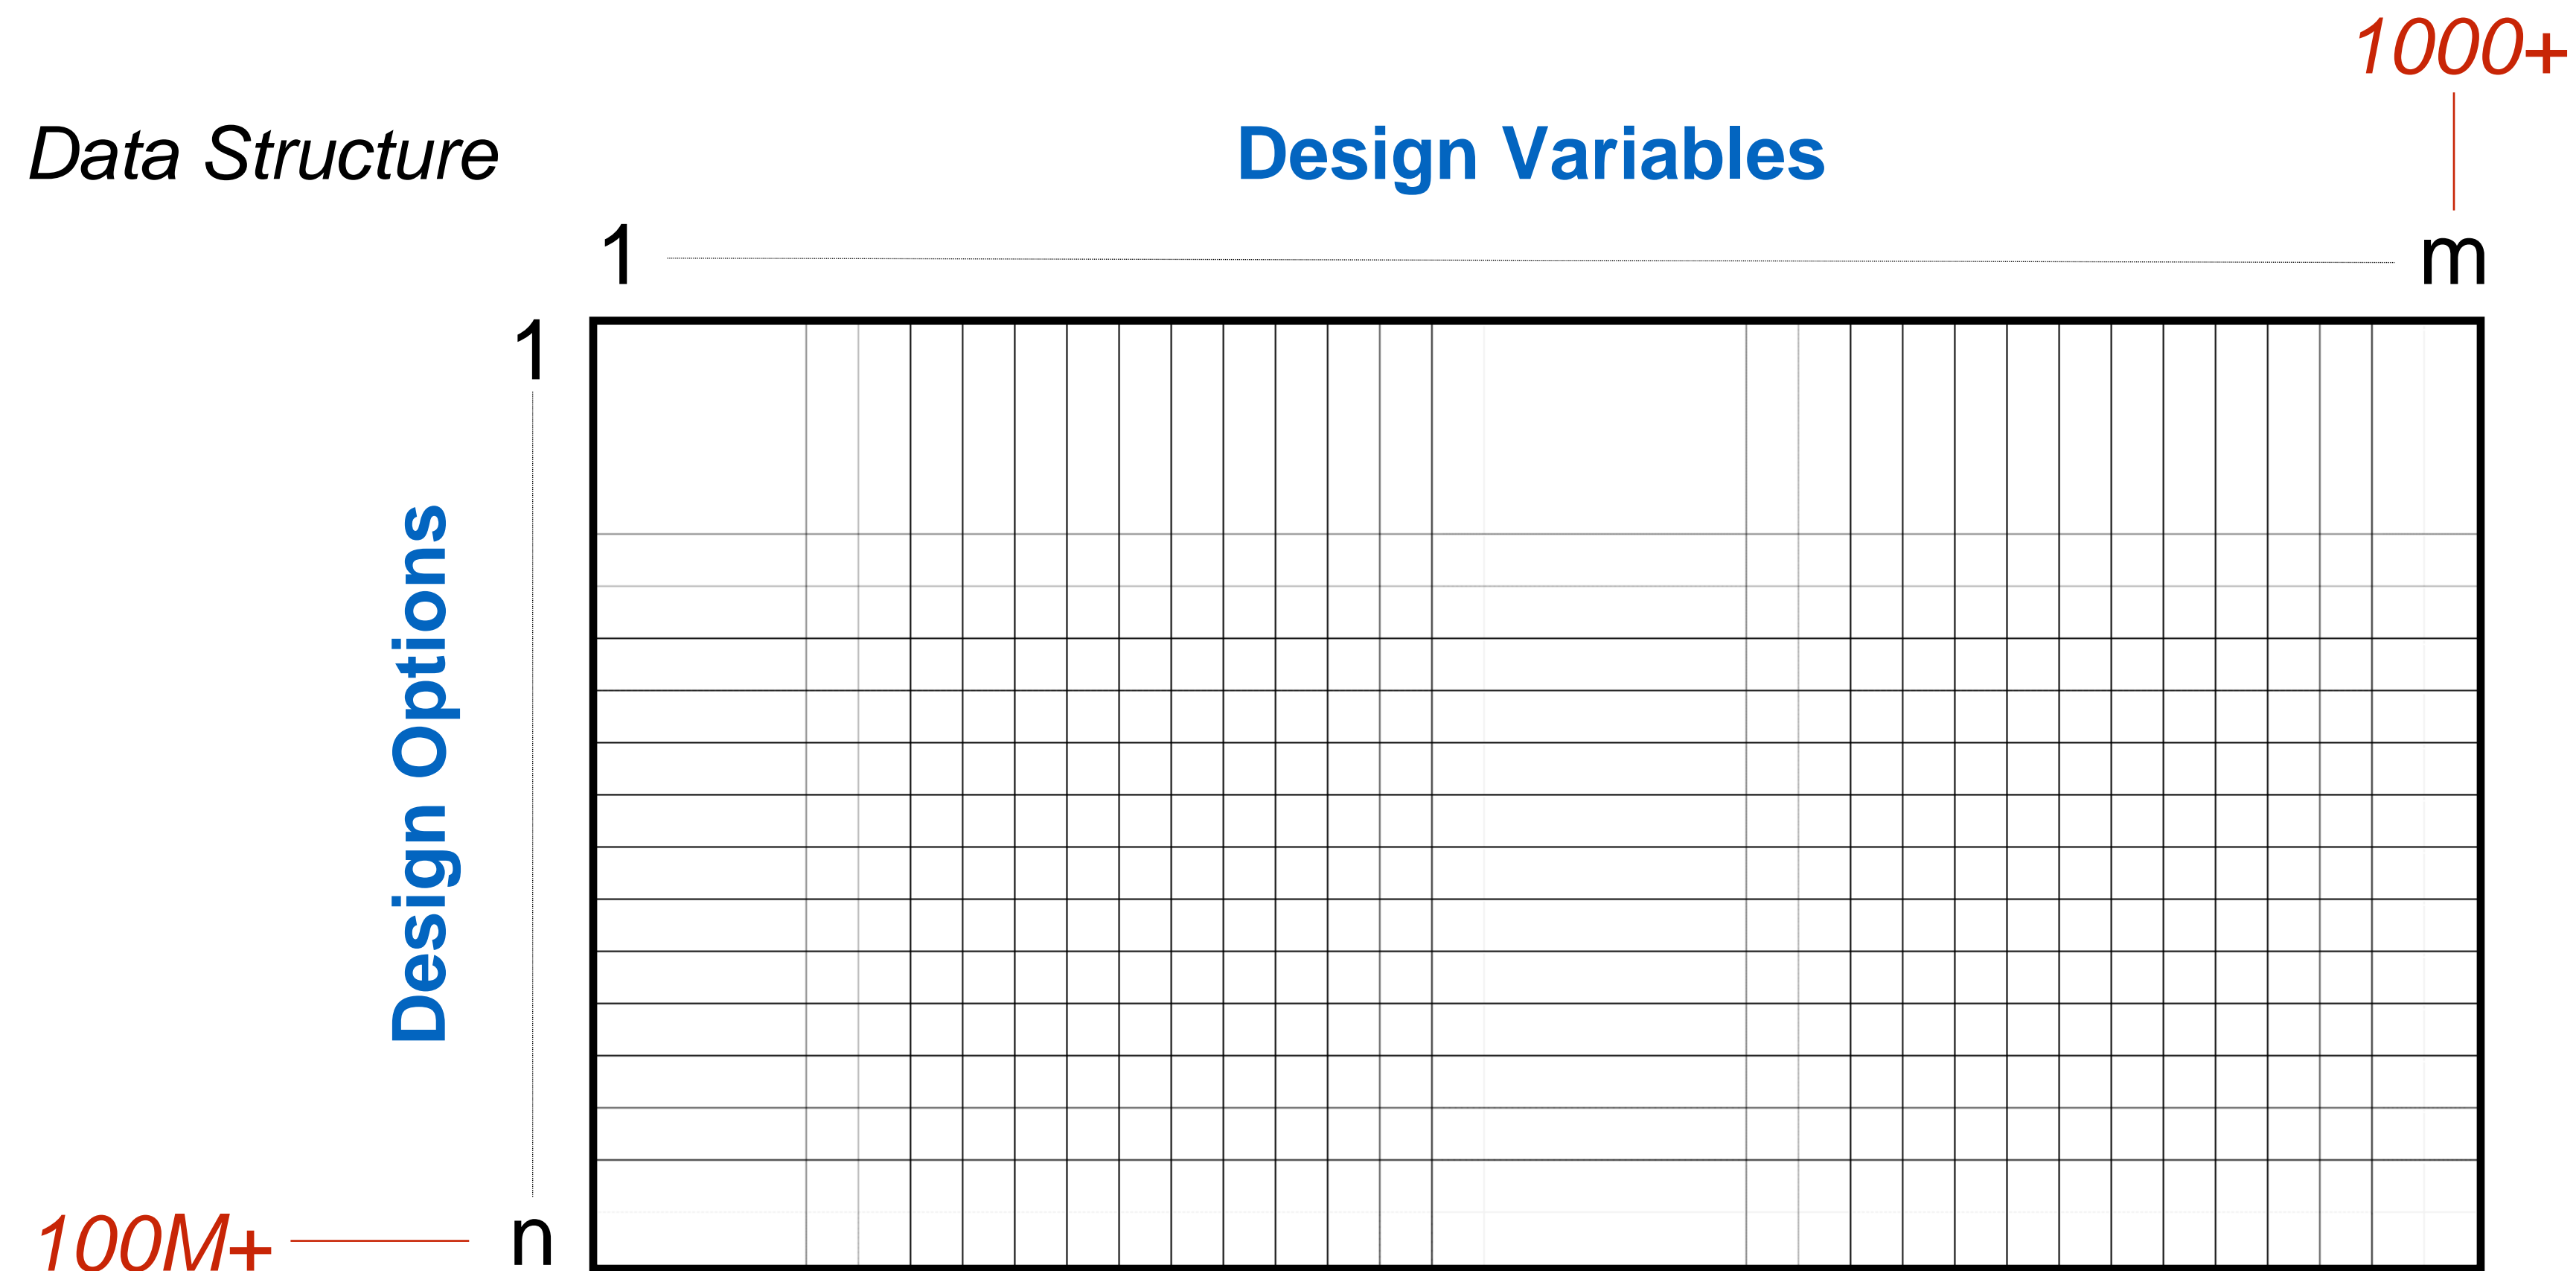 1000+
Data Structure
Design Variables
1
m
1
Design Options
100M+
n